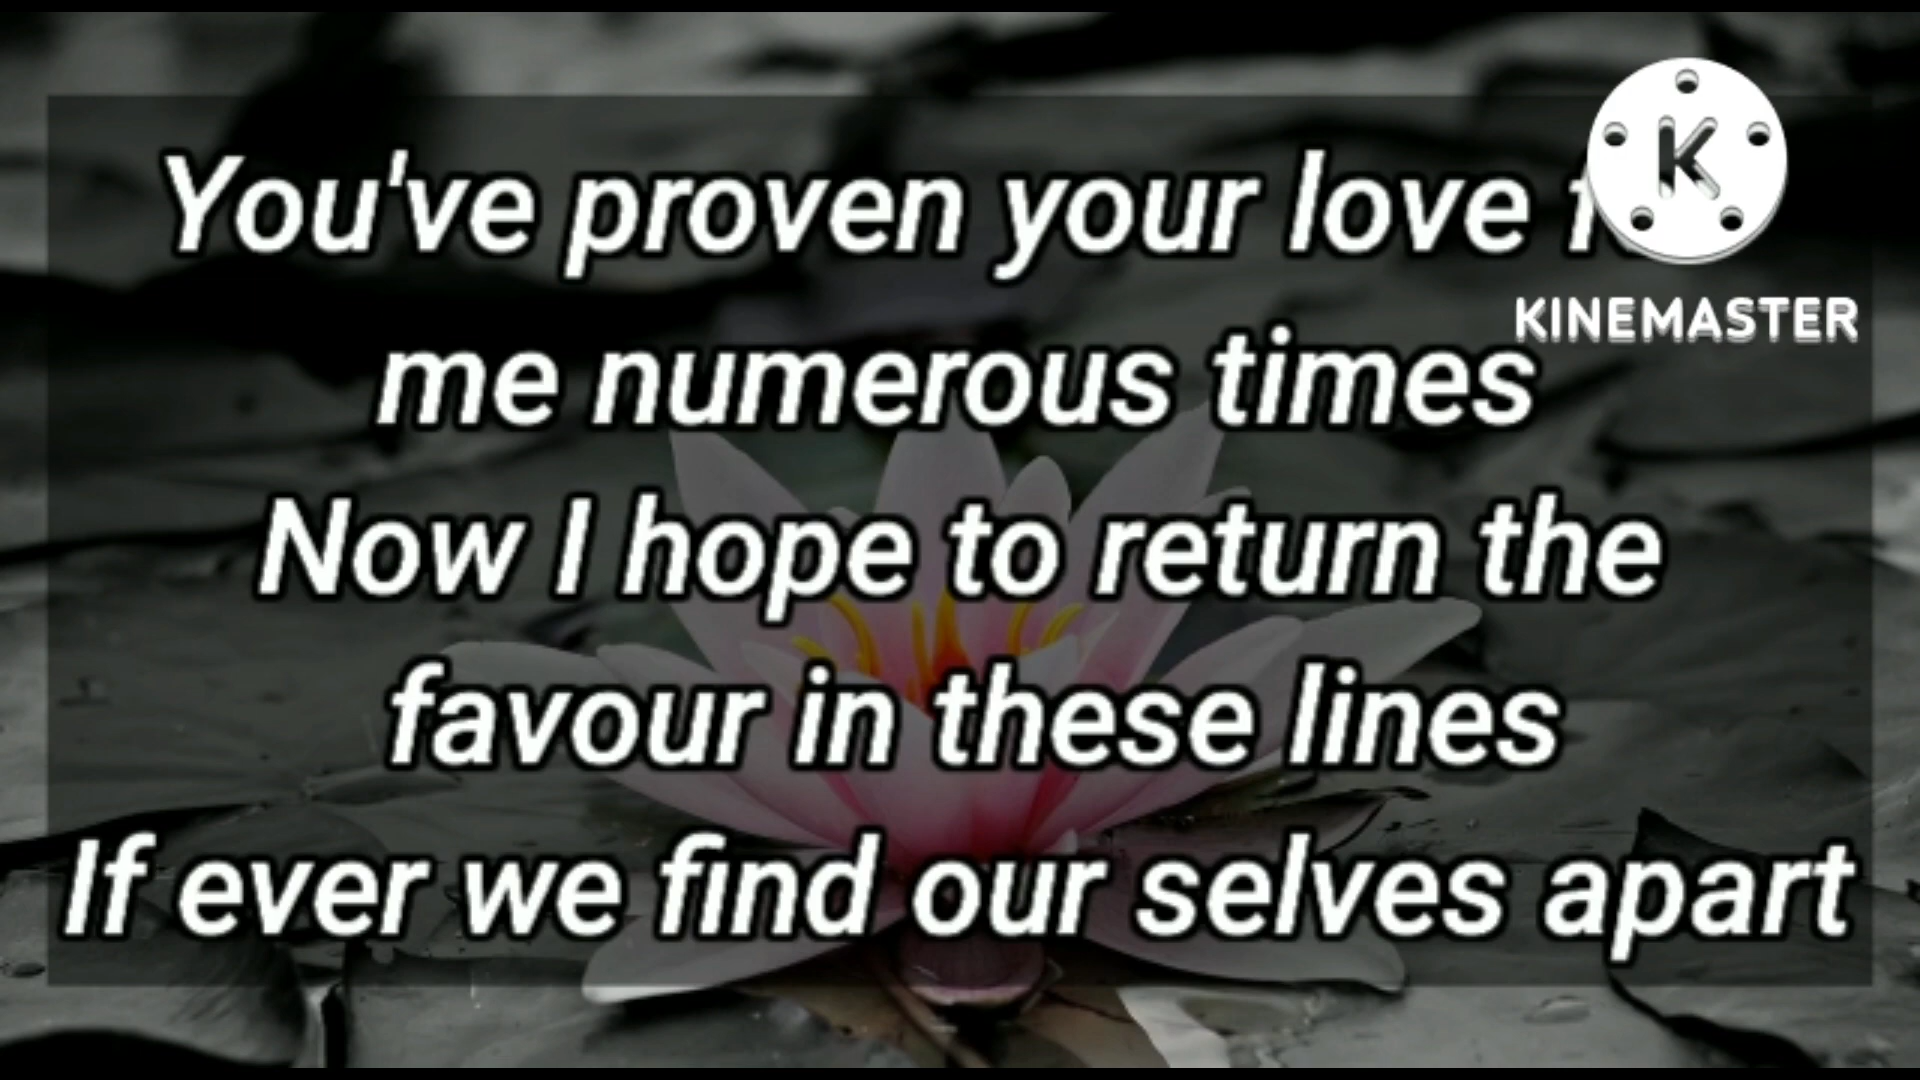 You've proven your love
me numerous times
Now I hope to return the
favour in these lines
If ever we find our selves apart
K
KINEMASTER